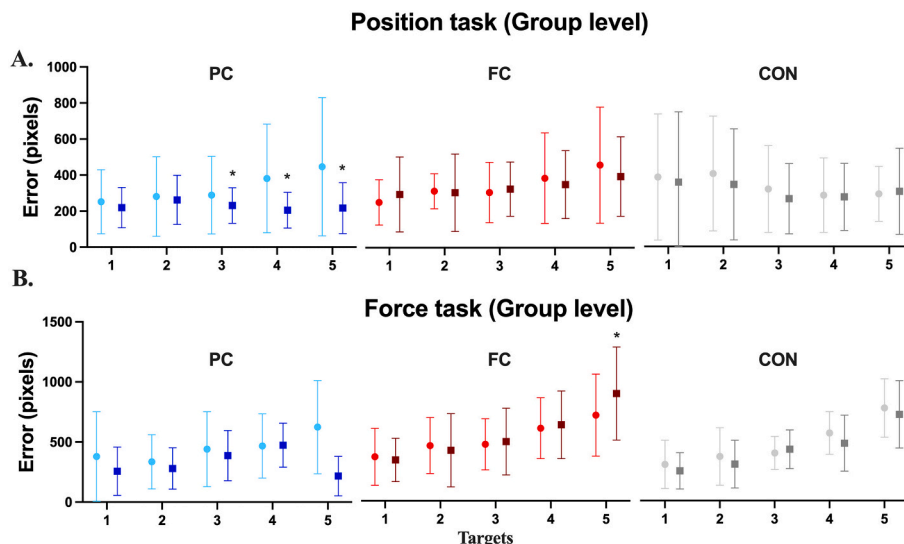 Position task (Group level)
A.
PC FC CON
Error (pixels)
1000
800
600
400
200
0
* * *
1 2 3 4 5 1 2 3 4 5 1 2 3 4 5
B.
Force task (Group level)
PC FC CON
Error (pixels)
1500
1000
500
0
*
1 2 3 4 5 1 2 3 4 5 1 2 3 4 5
Targets